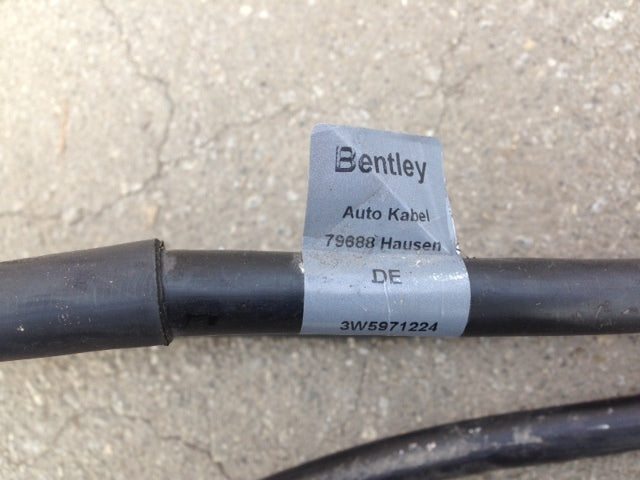 Bentley
Auto Kabel
79688 Hausen
DE
3W5971224